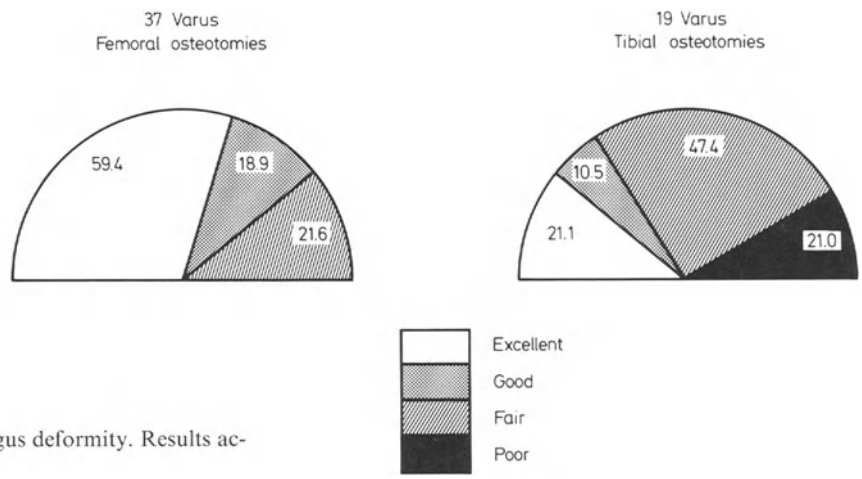 37 Varus
Femoral osteotomies
59.4
18.9
21.6
19 Varus
Tibial osteotomies
21.1
10.5
47.4
21.0
Excellent
Good
Fair
Poor
gus deformity. Results ac-